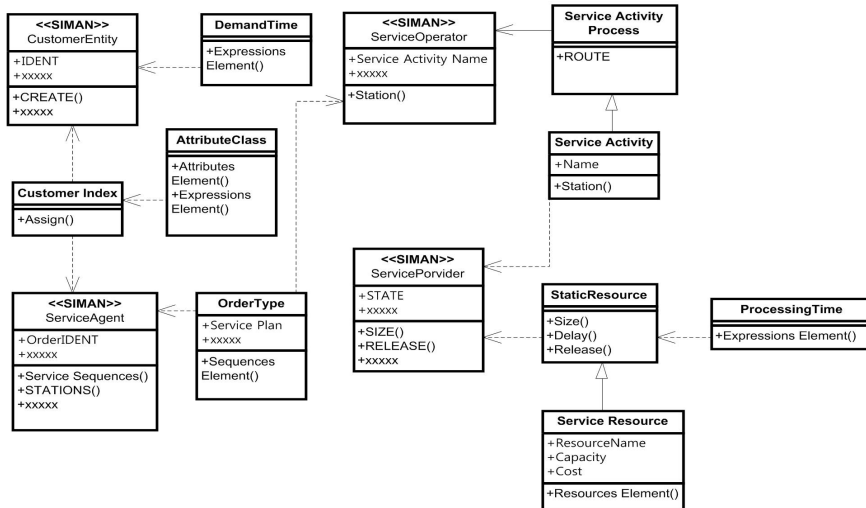 <<SIMAN>>
CustomerEntity
+IDENT
+xxxxx
+CREATE()
+xxxxx
DemandTime
+Expressions
Element()
<<SIMAN>>
ServiceOperator
+Service Activity Name
+xxxxx
+Station()
Service Activity
Process
+ROUTE
AttributeClass
+Attributes
Element()
+Expressions
Element()
Service Activity
+Name
+Station()
Customer Index
+Assign()
<<SIMAN>>
ServicePorvider
+STATE
+xxxxx
+SIZE()
+RELEASE()
+xxxxx
<<SIMAN>>
ServiceAgent
+OrderIDENT
+xxxxx
+Service Sequences()
+STATIONS()
+xxxxx
OrderType
+Service Plan
+xxxxx
+Sequences
Element()
StaticResource
+Size()
+Delay()
+Release()
ProcessingTime
+Expressions Element()
Service Resource
+ResourceName
+Capacity
+Cost
+Resources Element()